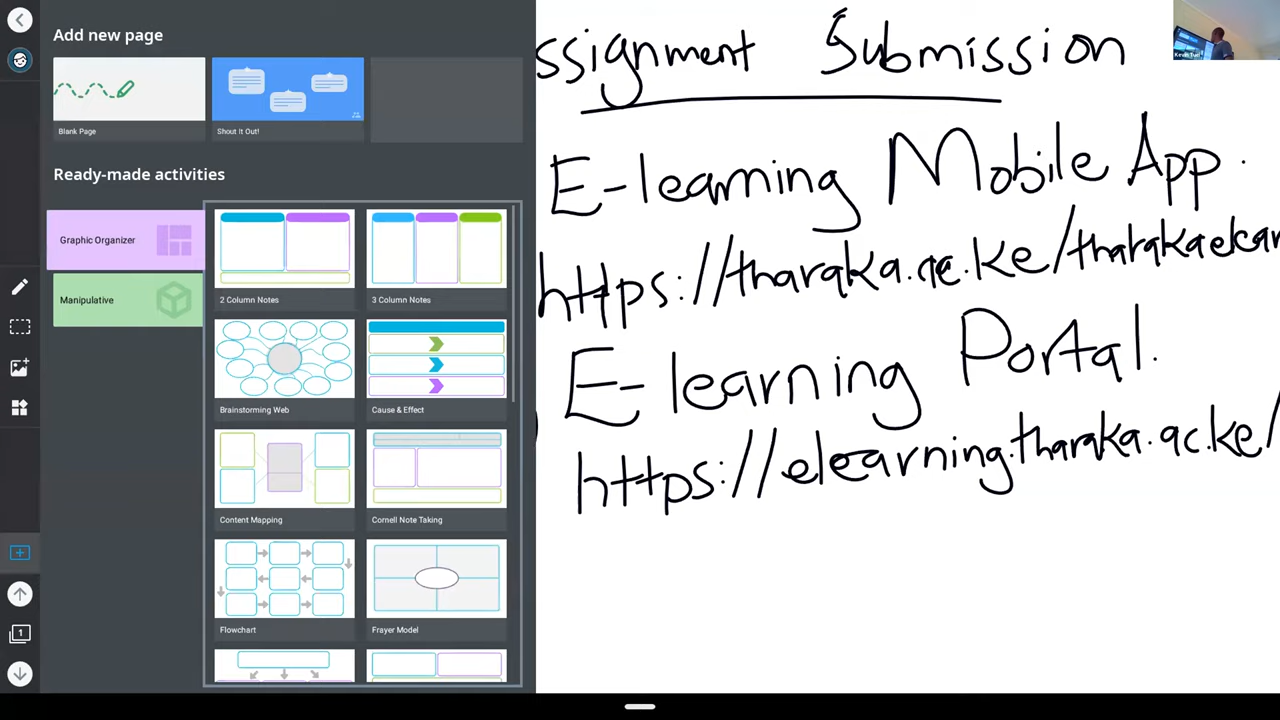 Add new page
Blank Page
Shout It Out!
Ready-made activities
Graphic Organizer
Manipulative
2 Column Notes
3 Column Notes
Brainstorming Web
Cause & Effect
Content Mapping
Cornell Note Taking
Flowchart
Frayer Model
1
ssignment Submission
E-learning Mobile App.
https://tharaka.ac.ke/tharakaelear
E-learning Portal.
https://elearning.tharaka.ac.ke/